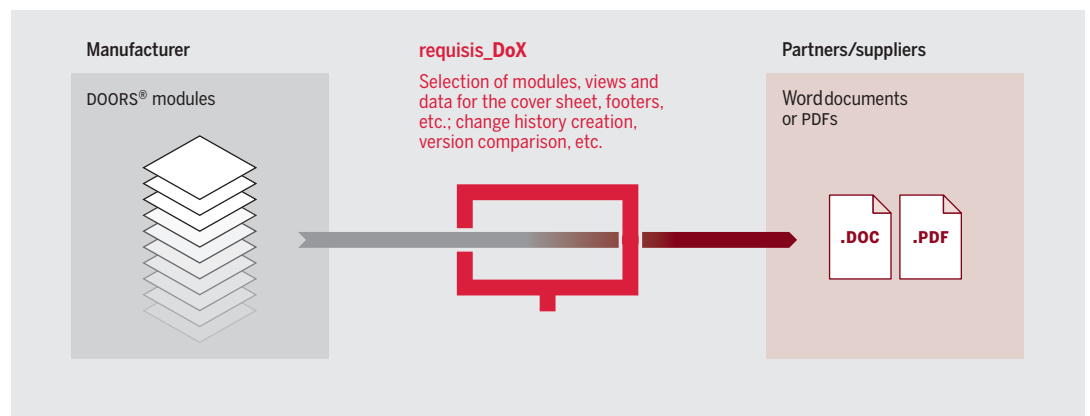 Manufacturer
DOORS® modules
requisis_DoX
Selection of modules, views and
data for the cover sheet, footers,
etc.; change history creation,
version comparison, etc.
Partners/suppliers
Word documents
or PDFs
.DOC
.PDF